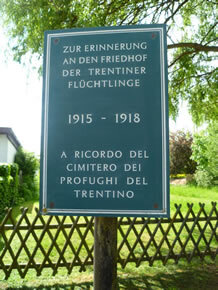 ZUR ERINNERUNG
AN DEN FRIEDHOF
DER TRENTINER
FLÜCHTLINGE
1915 - 1918
A RICORDO DEL
CIMITERO DEI
PROFUGHI DEL
TRENTINO